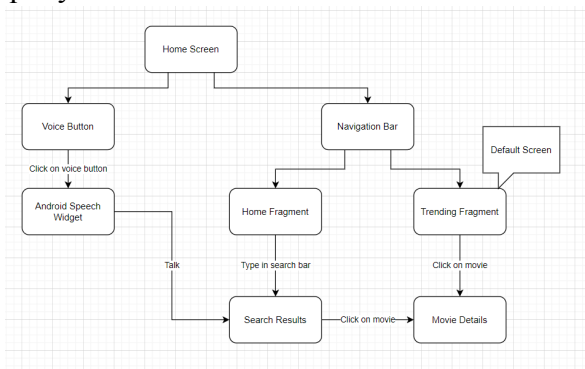 Home Screen
Voice Button
Navigation Bar
Default Screen
Click on voice button
Android Speech
Widget
Home Fragment
Trending Fragment
Talk
Type in search bar
Click on movie
Search Results
Click on movie
Movie Details